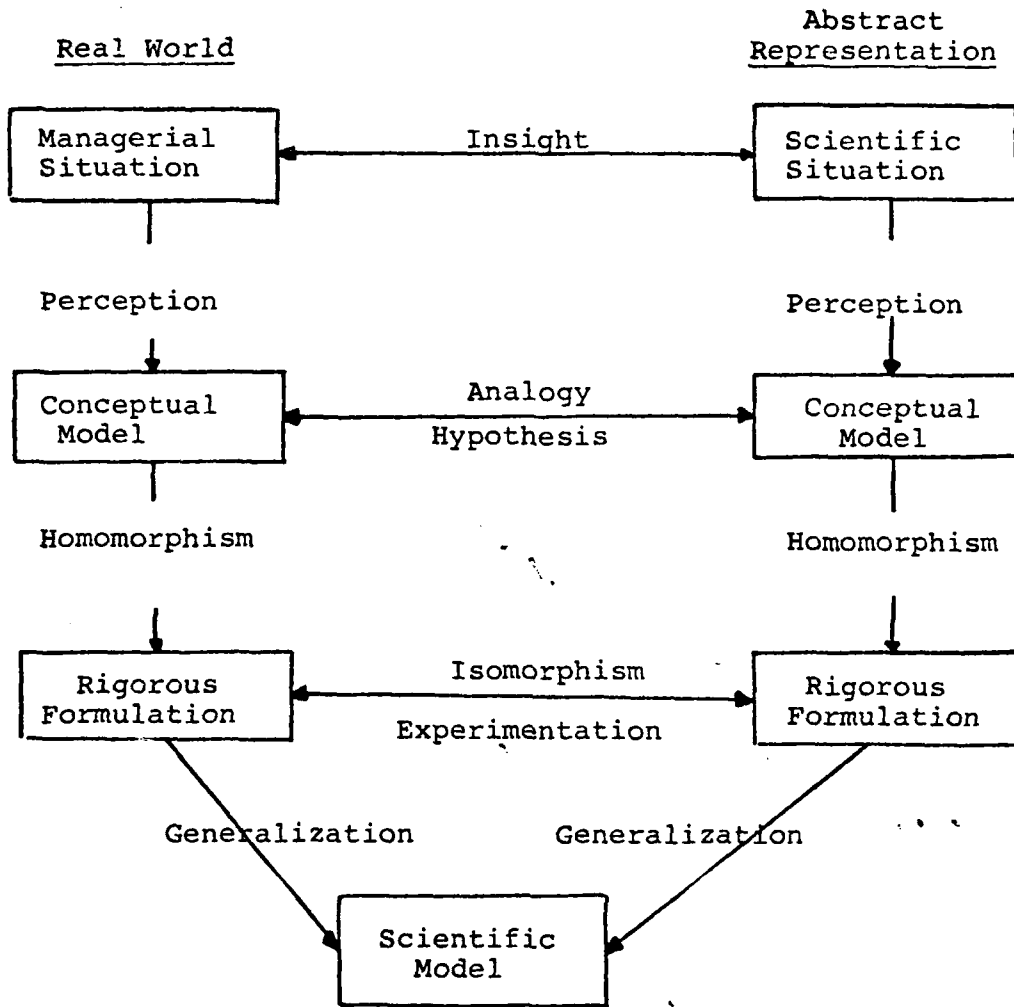 Real World
Abstract
Representation
Managerial
Situation
Insight
Scientific
Situation
Perception
Perception
Conceptual
Model
Analogy
Hypothesis
Conceptual
Model
Homomorphism
Homomorphism
Rigorous
Formulation
Isomorphism
Experimentation
Rigorous
Formulation
Generalization
Generalization
Scientific
Model